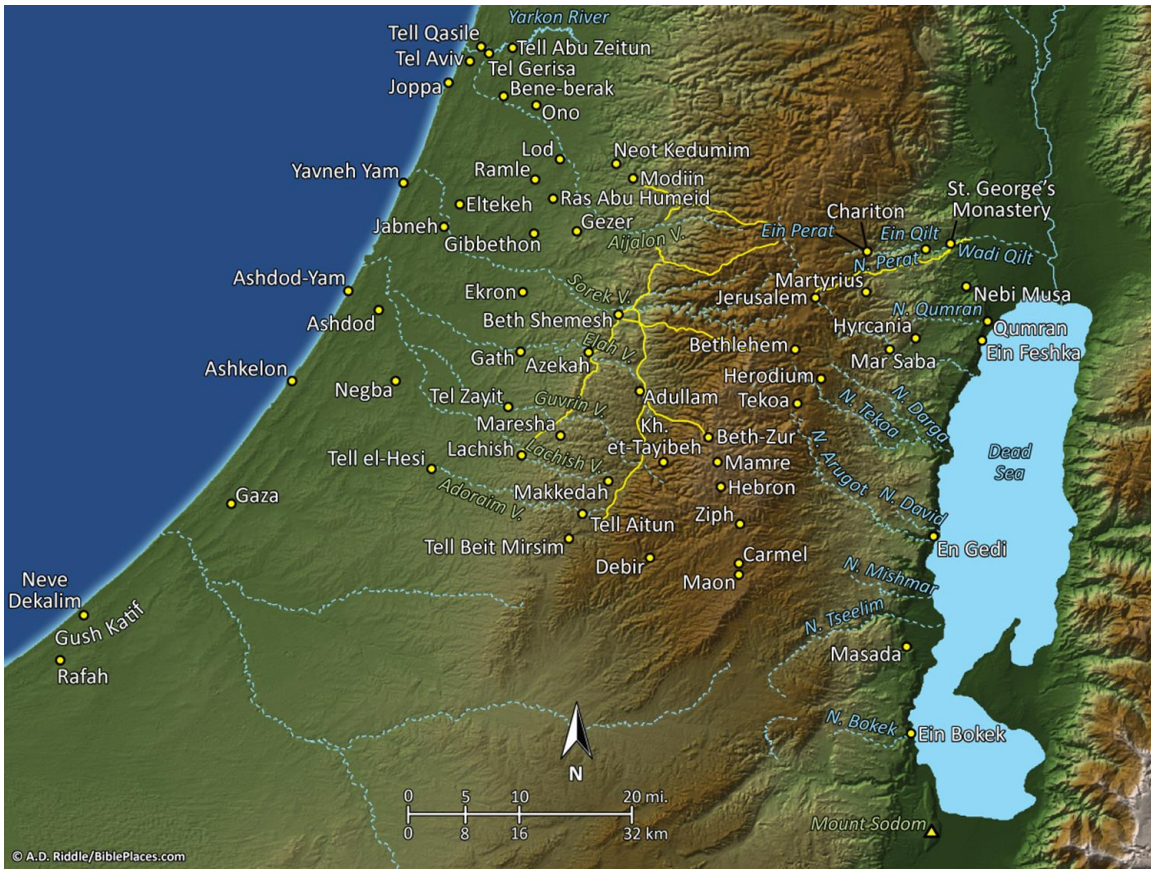 Yarkon River
Tell Qasile
Tell Abu Zeitun
Tel Aviv
Tel Gerisa
Joppa
Bene-berak
Ono
Lod
Neot Kedumim
Ramle
Modiin
Yavneh Yam
Ras Abu Humeid
Eltekeh
St. George's
Monastery
Chariton
Jabneh
Gezer
Gibbethon
Aijalon V.
Ein Perat
Ein Qilt
N. Perat
Wadi Qilt
Ashdod-Yam
Ekron
Sorek V.
Martyrius
Jerusalem
Nebi Musa
Ashdod
Beth Shemesh
N. Qumran
Qumran
Hyrcania
Elah V.
Bethlehem
Ein Feshka
Gath
Azekah
Mar Saba
Ashkelon
Negba
Herodium
Tel Zayit
Guvrin V.
Adullam
Tekoa
N. Tekoa
N. Darga
Maresha
Kh.
et-Tayibeh
Beth-Zur
Lachish
Lachish V.
Tell el-Hesi
Mamre
N. Arugot
Dead
Sea
Adoraim V.
Makkedah
Hebron
N. David
Gaza
Tell Aitun
Ziph
Tell Beit Mirsim
En Gedi
Debir
Carmel
Maon
N. Mishmar
Neve
Dekalim
Gush Katif
N. Tseelim
Rafah
Masada
N. Bokek
Ein Bokek
N
0 5 10 20 mi.
0 8 16 32 km
Mount Sodom
© A.D. Riddle/BiblePlaces.com